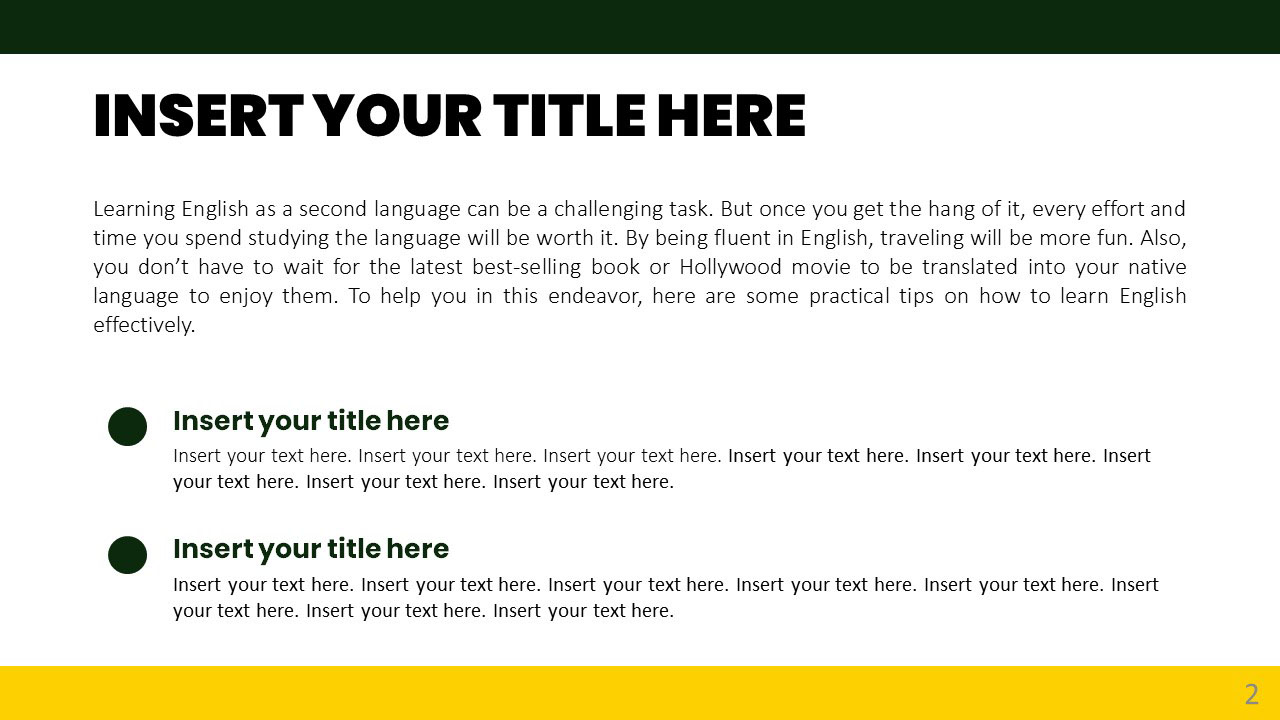 INSERT YOUR TITLE HERE
Learning English as a second language can be a challenging task. But once you get the hang of it, every effort and
time you spend studying the language will be worth it. By being fluent in English, traveling will be more fun. Also,
you don’t have to wait for the latest best-selling book or Hollywood movie to be translated into your native
language to enjoy them. To help you in this endeavor, here are some practical tips on how to learn English
effectively.
Insert your title here
Insert your text here. Insert your text here. Insert your text here. Insert your text here. Insert your text here. Insert
your text here. Insert your text here. Insert your text here.
Insert your title here
Insert your text here. Insert your text here. Insert your text here. Insert your text here. Insert your text here. Insert
your text here. Insert your text here. Insert your text here.
2